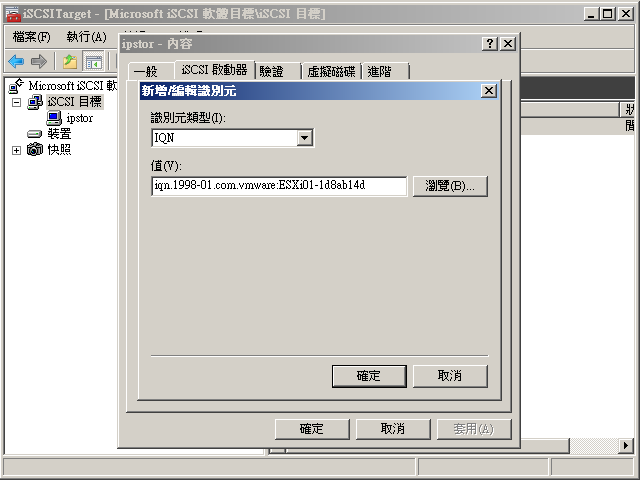 iSCSITarget - [Microsoft iSCSI 軟體目標\iSCSI 目標]
檔案(F) 執行(A)
ipstor - 內容
一般 iSCSI 啟動器 驗證 虛擬磁碟 進階
Microsoft iSCSI 軟
iSCSI 目標
ipstor
裝置
快照
新增/編輯識別元
識別元類型(I):
IQN
值(V):
iqn.1998-01.com.vmware:ESXi01-1d8ab14d
瀏覽(B)...
確定 取消
確定 取消 套用(A)